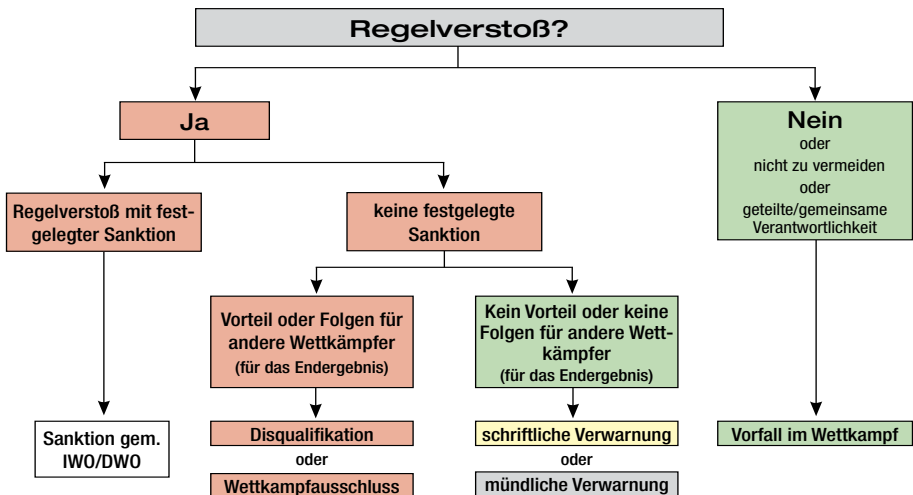 Regelverstoß?
Ja
Nein
oder
nicht zu vermeiden
oder
geteilte/gemeinsame
Verantwortlichkeit
Regelverstoß mit fest-
gelegter Sanktion
keine festgelegte
Sanktion
Vorteil oder Folgen für
andere Wettkämpfer
(für das Endergebnis)
Kein Vorteil oder keine
Folgen für andere Wett-
kämpfer
(für das Endergebnis)
Sanktion gem.
IWO/DWO
Disqualifikation
oder
Wettkampfausschluss
schriftliche Verwarnung
oder
mündliche Verwarnung
Vorfall im Wettkampf